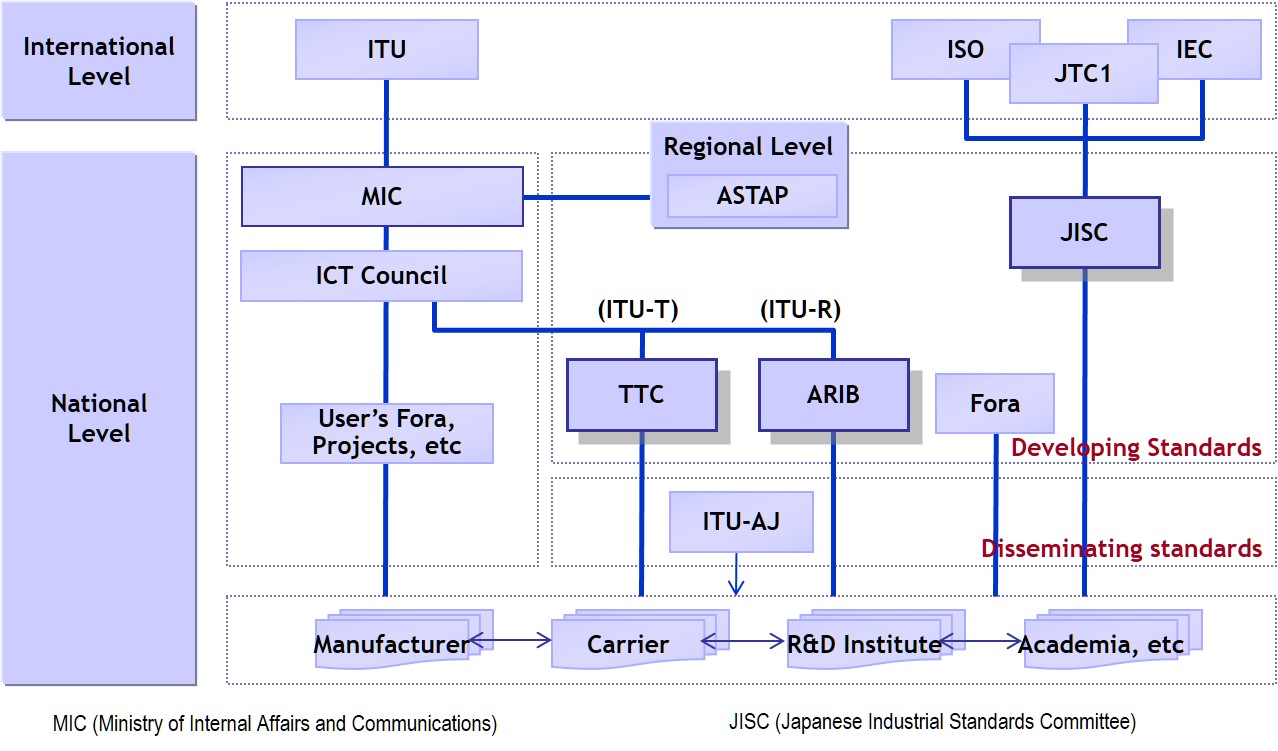 International
Level
ITU
ISO
JTC1
IEC
Regional Level
ASTAP
MIC
JISC
ICT Council
(ITU-T)
(ITU-R)
National
Level
TTC
ARIB
Fora
User’s Fora,
Projects, etc
Developing Standards
ITU-AJ
Disseminating standards
Manufacturer
Carrier
R&D Institute
Academia, etc
MIC (Ministry of Internal Affairs and Communications)
JISC (Japanese Industrial Standards Committee)